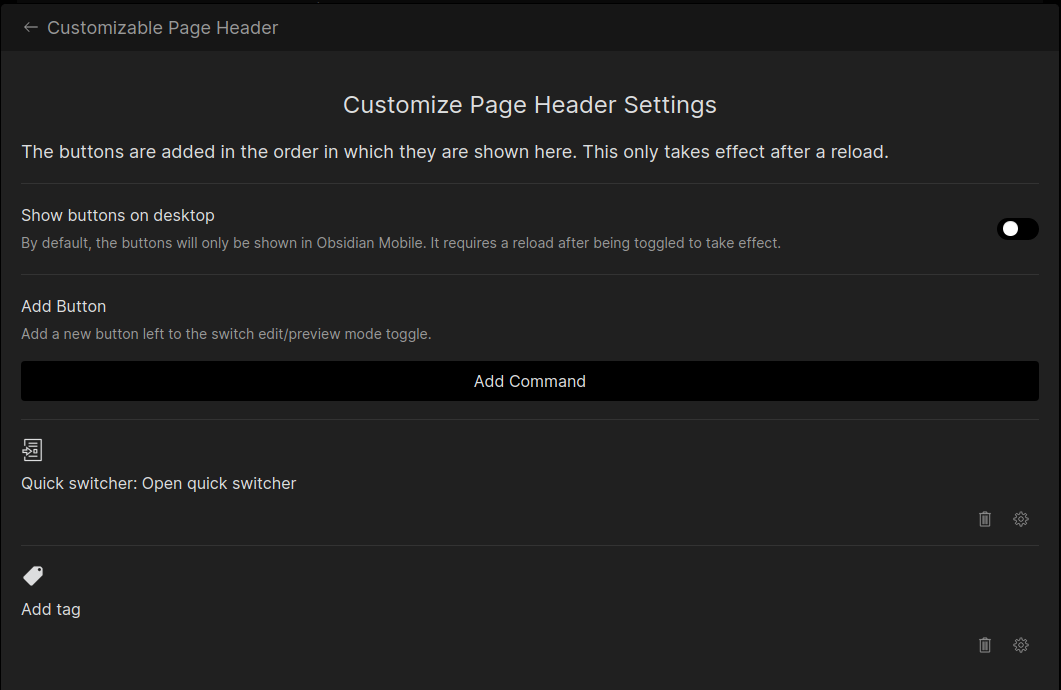 Customizable Page Header
Customize Page Header Settings
The buttons are added in the order in which they are shown here. This only takes effect after a reload.
Show buttons on desktop
By default, the buttons will only be shown in Obsidian Mobile. It requires a reload after being toggled to take effect.
Add Button
Add a new button left to the switch edit/preview mode toggle.
Add Command
Quick switcher: Open quick switcher
Add tag